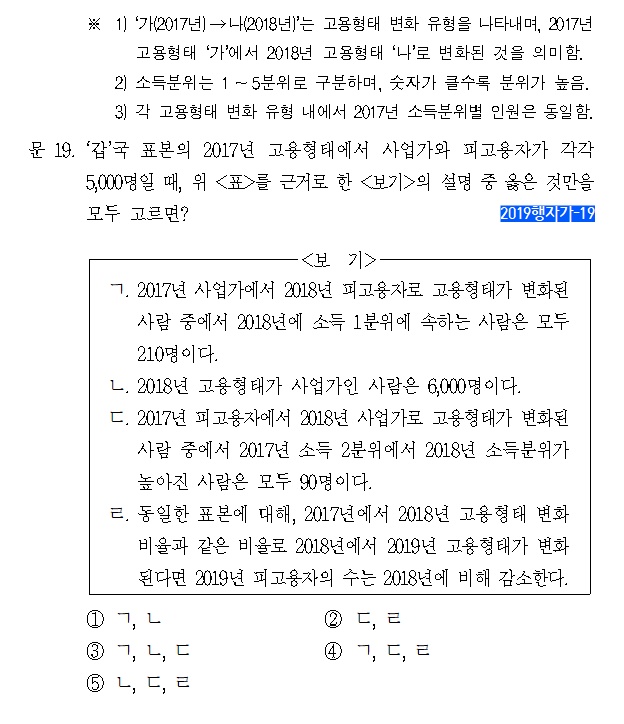 ※ 1) ‘가(2017년)→나(2018년)’는 고용형태 변화 유형을 나타내며, 2017년
고용형태 ‘가’에서 2018년 고용형태 ‘나’로 변화된 것을 의미함.
2) 소득분위는 1～5분위로 구분하며, 숫자가 클수록 분위가 높음.
3) 각 고용형태 변화 유형 내에서 2017년 소득분위별 인원은 동일함.
문 19. ‘갑’국 표본의 2017년 고용형태에서 사업가와 피고용자가 각각
5,000명일 때, 위 <표>를 근거로 한 <보기>의 설명 중 옳은 것만을
모두 고르면? 2019행자가-19
<보 기>
ㄱ. 2017년 사업가에서 2018년 피고용자로 고용형태가 변화된
사람 중에서 2018년에 소득 1분위에 속하는 사람은 모두
210명이다.
ㄴ. 2018년 고용형태가 사업가인 사람은 6,000명이다.
ㄷ. 2017년 피고용자에서 2018년 사업가로 고용형태가 변화된
사람 중에서 2017년 소득 2분위에서 2018년 소득분위가
높아진 사람은 모두 90명이다.
ㄹ. 동일한 표본에 대해, 2017년에서 2018년 고용형태 변화
비율과 같은 비율로 2018년에서 2019년 고용형태가 변화
된다면 2019년 피고용자의 수는 2018년에 비해 감소한다.
① ㄱ, ㄴ ② ㄷ, ㄹ
③ ㄱ, ㄴ, ㄷ ④ ㄱ, ㄷ, ㄹ
⑤ ㄴ, ㄷ, ㄹ